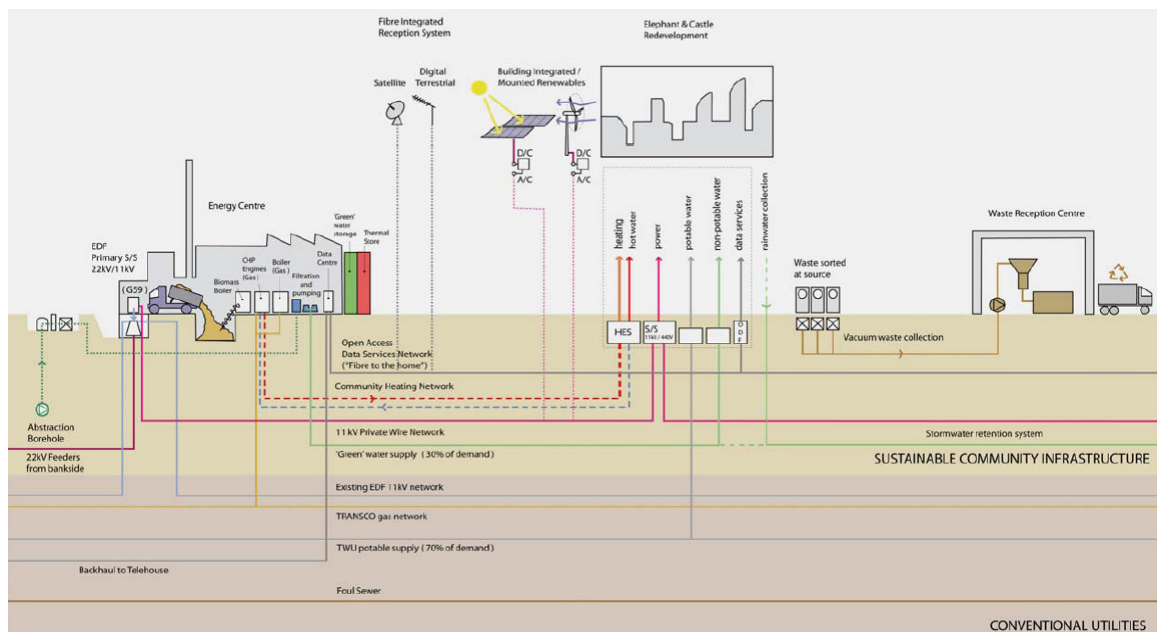 Fibre Integrated
Reception System
Elephant & Castle
Redevelopment
Satellite
Digital
Terrestrial
Building Integrated /
Mounted Renewables
D/C
A/C
D/C
A/C
Energy Centre
EDF
Primary S/S
22kV/11kV
(G59)
Biomass
Boiler
CHP
Engines
(Gas)
Boiler
(Gas)
Filtration
and
pumping
Data
Centre
'Green'
water
storage
Thermal
Store
heating
hot water
power
potable water
non-potable water
data services
rainwater collection
HES
S/S
11kV / 440V
ODF
Waste sorted
at source
Waste Reception Centre
Vacuum waste collection
Open Access
Data Services Network
("Fibre to the home")
Community Heating Network
Abstraction
Borehole
22kV Feeders
from bankside
11 kV Private Wire Network
Stormwater retention system
'Green' water supply ( 30% of demand )
SUSTAINABLE COMMUNITY INFRASTRUCTURE
Existing EDF 11kV network
TRANSCO gas network
TWU potable supply ( 70% of demand )
Backhaul to Telehouse
Foul Sewer
CONVENTIONAL UTILITIES